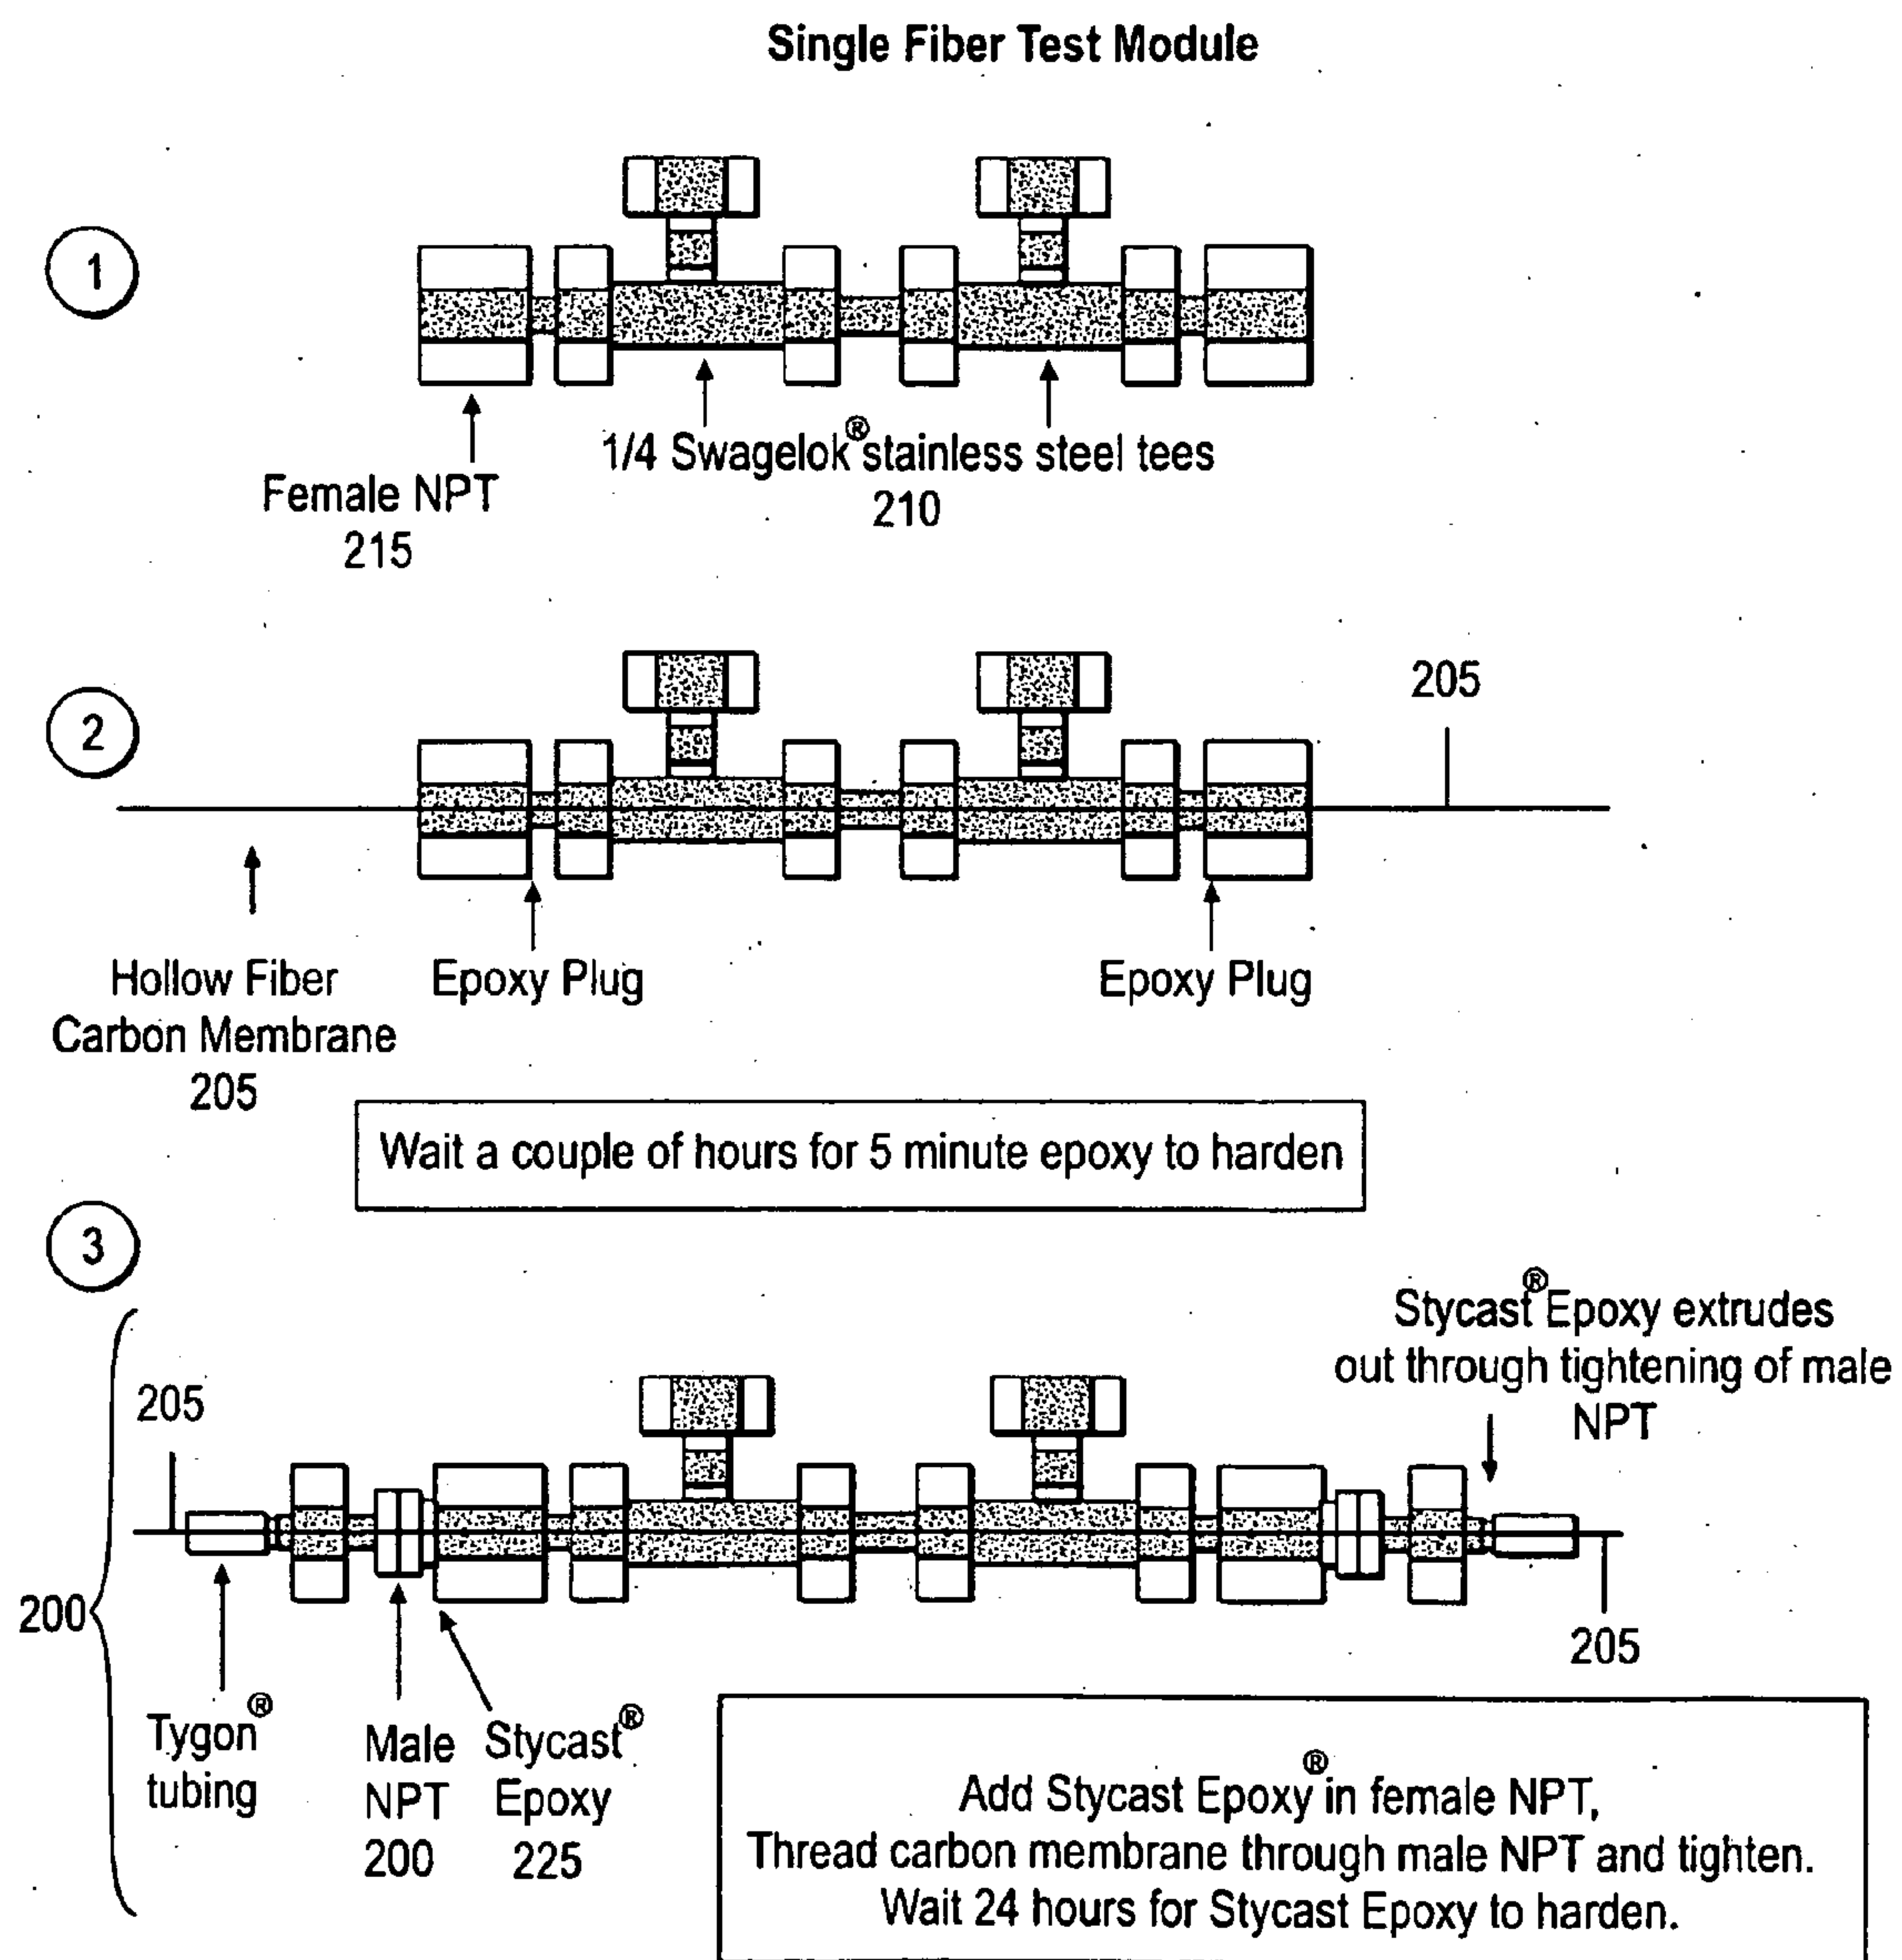 Single Fiber Test Module
1
Female NPT
215
1/4 Swagelok® stainless steel tees
210
2
205
Hollow Fiber
Carbon Membrane
205
Epoxy Plug
Epoxy Plug
Wait a couple of hours for 5 minute epoxy to harden
3
Stycast® Epoxy extrudes
out through tightening of male
NPT
205
200
205
Tygon®
tubing
Male
NPT
200
Stycast®
Epoxy
225
Add Stycast Epoxy® in female NPT,
Thread carbon membrane through male NPT and tighten.
Wait 24 hours for Stycast Epoxy to harden.